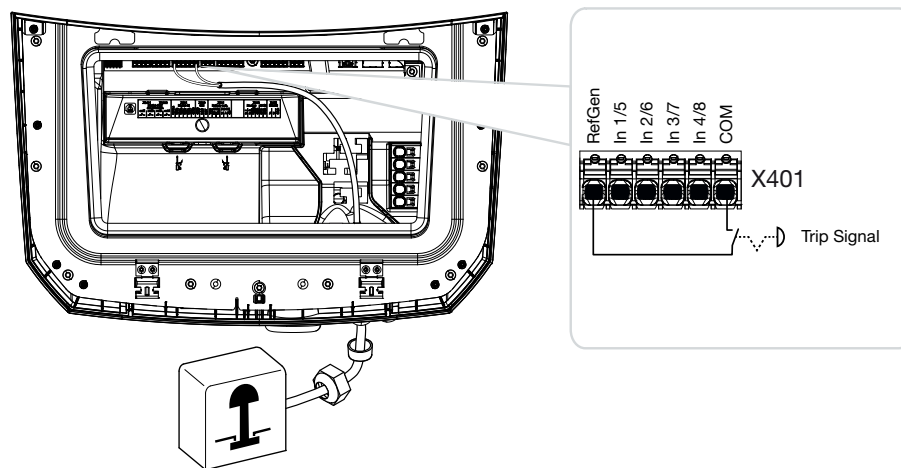 RefGen
In 1/5
In 2/6
In 3/7
In 4/8
COM
X401
Trip Signal